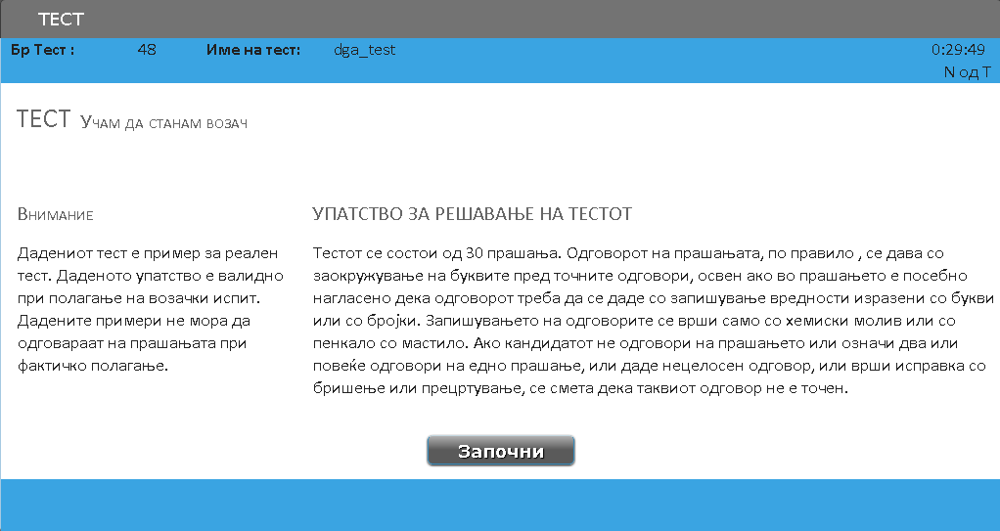 ТЕСТ
Бр Тест : 48 Име на тест: dga_test 0:29:49
N од T
ТЕСТ Учам да станам возач
Внимание
Дадениот тест е пример за реален
тест. Даденото упатство е валидно
при полагање на возачки испит.
Дадените примери не мора да
одговараат на прашањата при
фактичко полагање.
УПАТСТВО ЗА РЕШАВАЊЕ НА ТЕСТОТ
Тестот се состои од 30 прашања. Одговорот на прашањата, по правило , се дава со
заокружување на буквите пред точните одговори, освен ако во прашањето е посебно
нагласено дека одговорот треба да се даде со запишување вредности изразени со букви
или со бројки. Запишувањето на одговорите се врши само со хемиски молив или со
пенкало со мастило. Ако кандидатот не одговори на прашањето или означи два или
повеќе одговори на едно прашање, или даде нецелосен одговор, или врши исправка со
бришење или прецртување, се смета дека таквиот одговор не е точен.
Започни